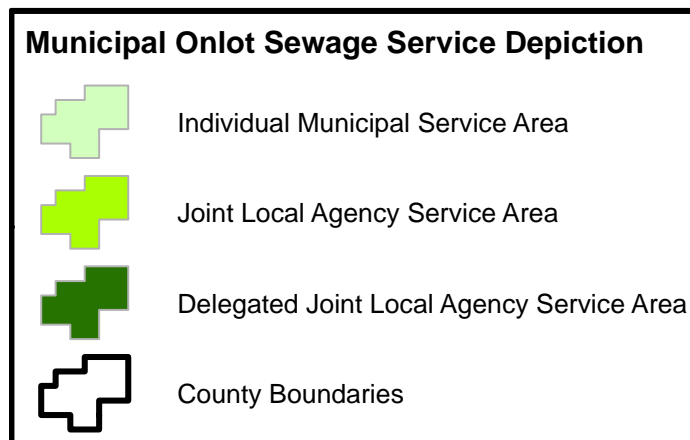 Municipal Onlot Sewage Service Depiction
Individual Municipal Service Area
Joint Local Agency Service Area
Delegated Joint Local Agency Service Area
County Boundaries